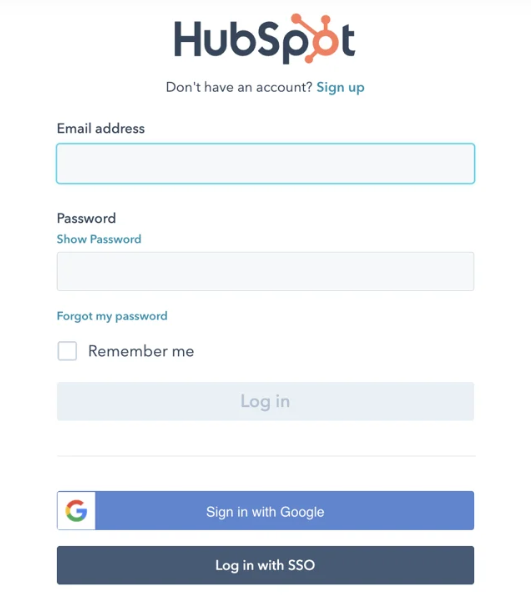 HubSpot
Don't have an account? Sign up
Email address
Password
Show Password
Forgot my password
Remember me
Log in
Sign in with Google
Log in with SSO